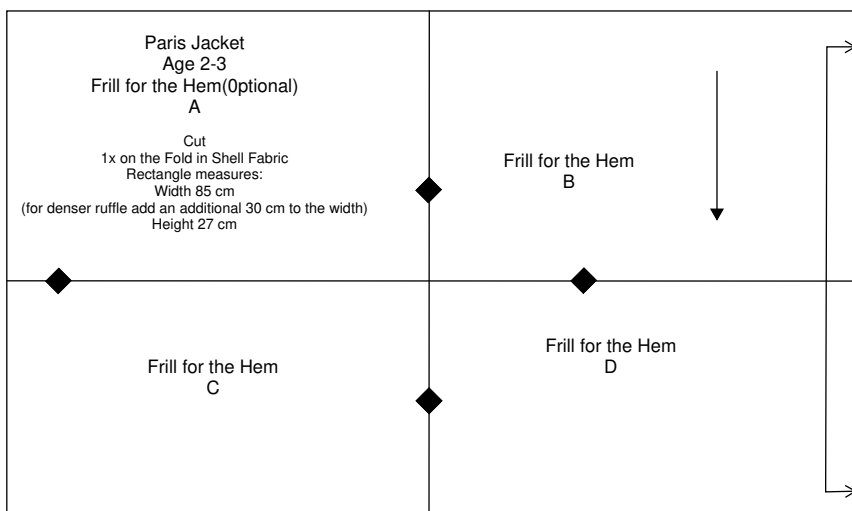 Paris Jacket
Age 2-3
Frill for the Hem(0ptional)
A
Cut
1x on the Fold in Shell Fabric
Rectangle measures:
Width 85 cm
(for denser ruffle add an additional 30 cm to the width)
Height 27 cm
Frill for the Hem
B
Frill for the Hem
C
Frill for the Hem
D